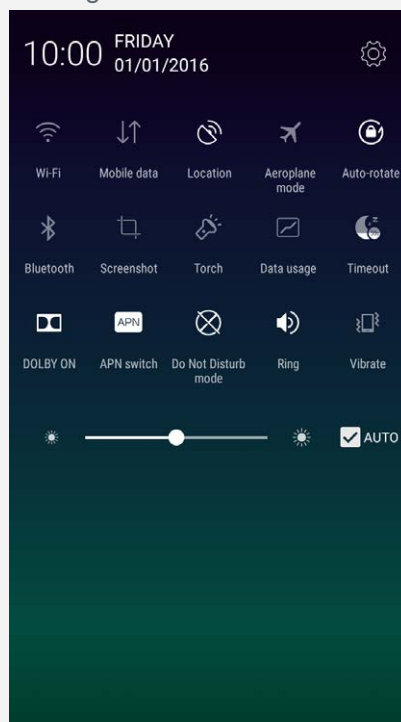 10:00
FRIDAY
01/01/2016
Wi-Fi
Mobile data
Location
Aeroplane
mode
Auto-rotate
Bluetooth
Screenshot
Torch
Data usage
Timeout
DOLBY ON
APN
APN switch
Do Not Disturb
mode
Ring
Vibrate
AUTO